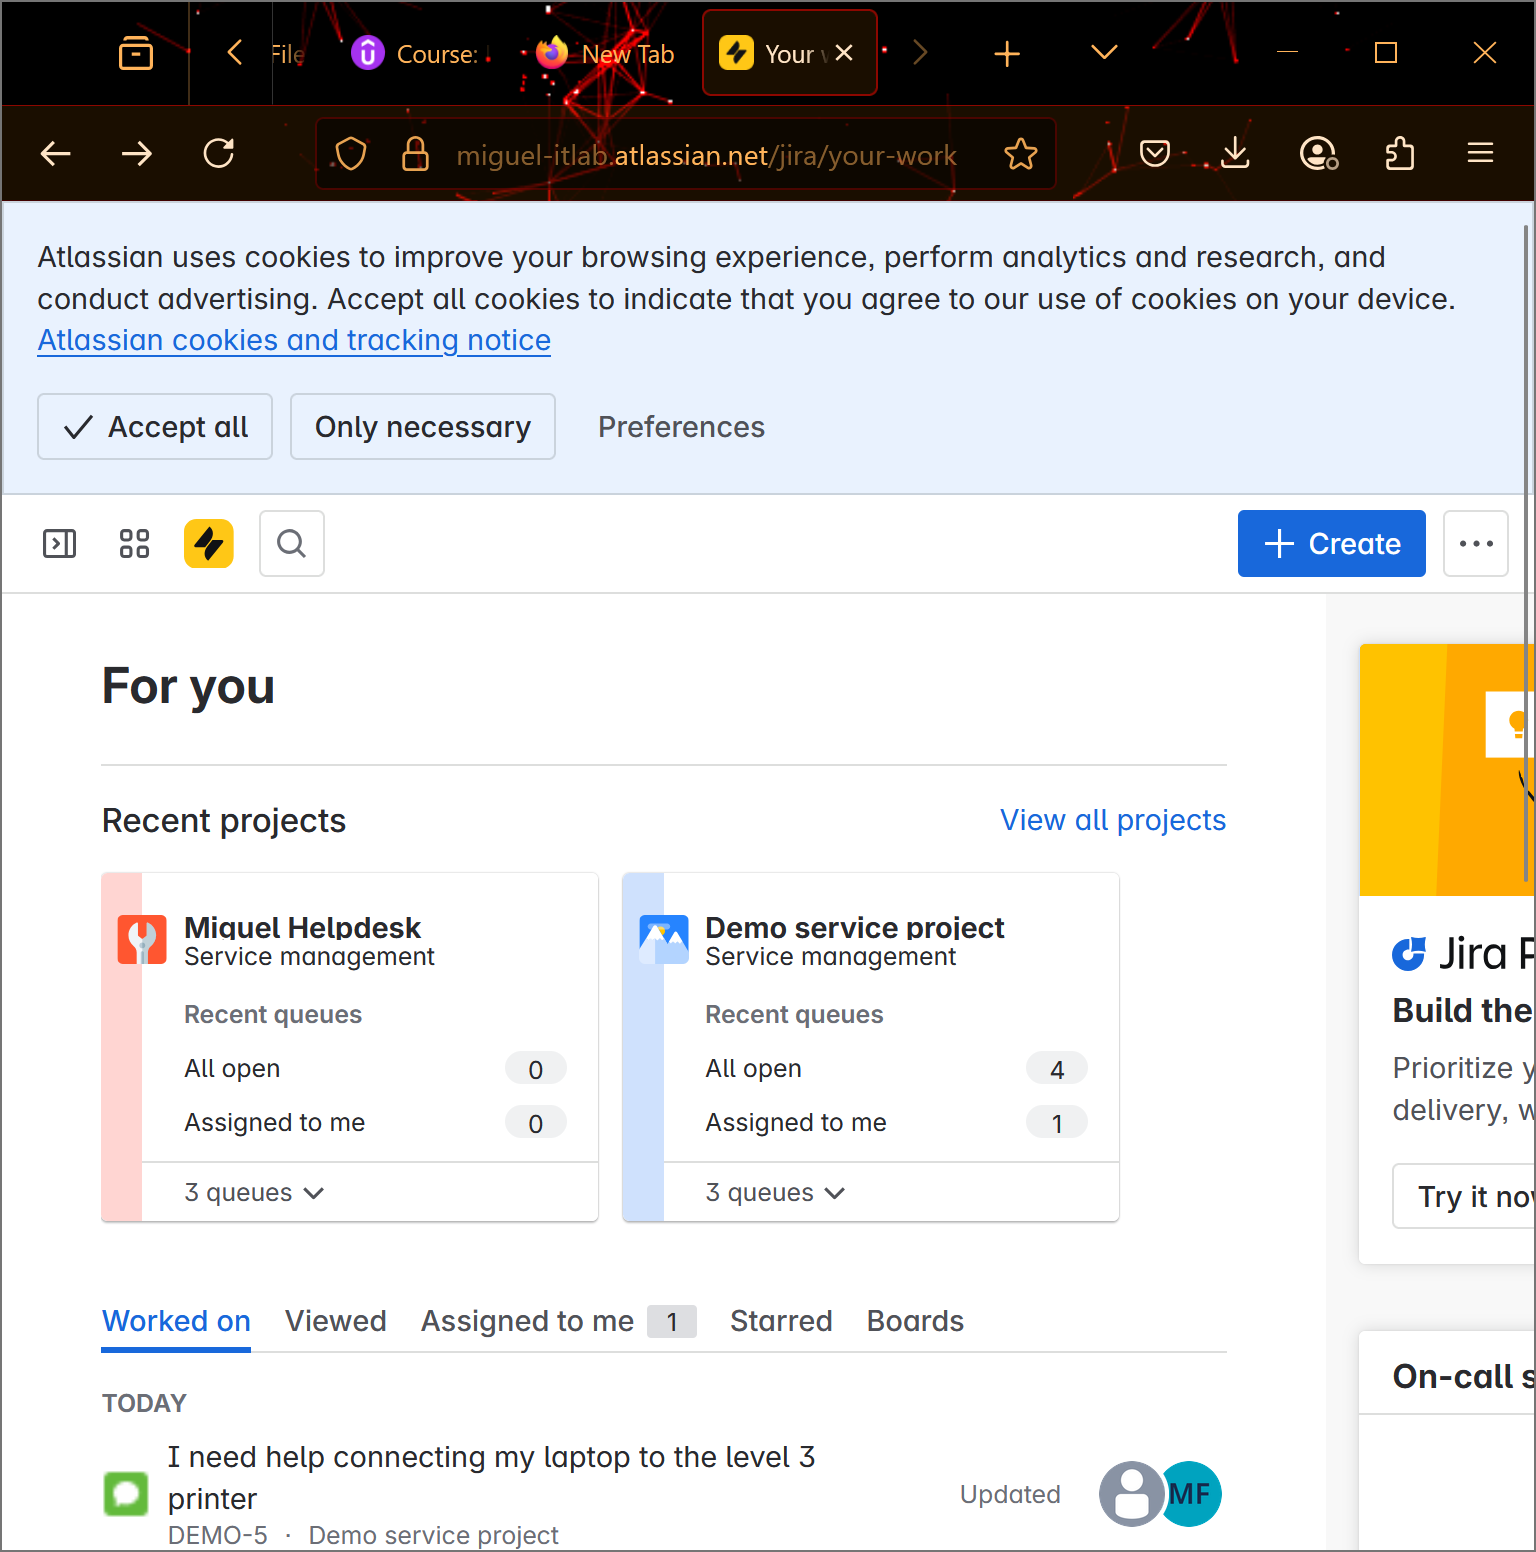 File
Course:
New Tab
Your
miguel-itlab.atlassian.net/jira/your-work
Atlassian uses cookies to improve your browsing experience, perform analytics and research, and
conduct advertising. Accept all cookies to indicate that you agree to our use of cookies on your device.
Atlassian cookies and tracking notice
Accept all
Only necessary
Preferences
Create
For you
Recent projects
View all projects
Miguel Helpdesk
Service management
Recent queues
All open 0
Assigned to me 0
3 queues
Demo service project
Service management
Recent queues
All open 4
Assigned to me 1
3 queues
Jira P
Build the
Prioritize y
delivery, w
Try it now
Worked on
Viewed
Assigned to me 1
Starred
Boards
On-call s
TODAY
I need help connecting my laptop to the level 3
printer
DEMO-5 · Demo service project
Updated
MF